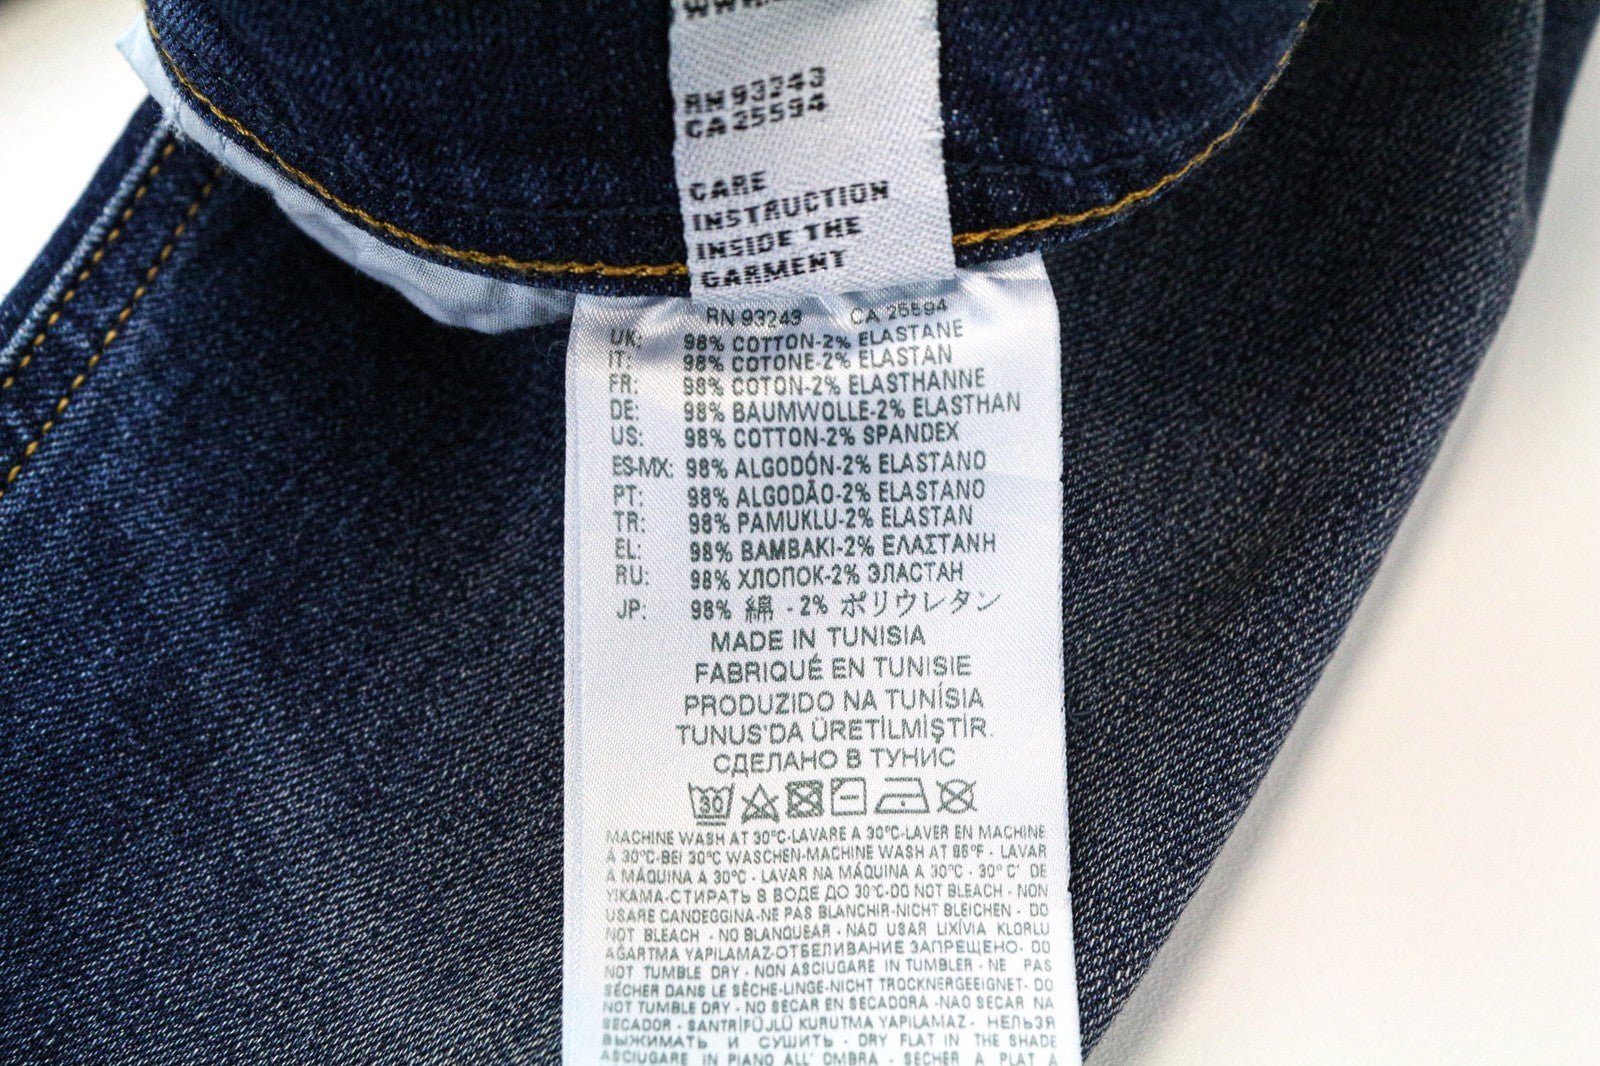 RN 93243
CA 25594
CARE
INSTRUCTION
INSIDE THE
GARMENT
RN 93243 CA 25594
UK: 98% COTTON-2% ELASTANE
IT: 98% COTONE-2% ELASTAN
FR: 98% COTON-2% ELASTHANNE
DE: 98% BAUMWOLLE-2% ELASTHAN
US: 98% COTTON-2% SPANDEX
ES-MX: 98% ALGODÓN-2% ELASTANO
PT: 98% ALGODÃO-2% ELASTANO
TR: 98% PAMUKLU-2% ELASTAN
EL: 98% ΒΑΜΒΑΚΙ-2% ΕΛΑΣΤΑΝΗ
RU: 98% ХЛОПОК-2% ЭЛАСТАН
JP: 98% 綿 - 2% ポリウレタン
MADE IN TUNISIA
FABRIQUÉ EN TUNISIE
PRODUZIDO NA TUNÍSIA
TUNUS'DA ÜRETİLMİŞTİR.
СДЕЛАНО В ТУНИС
30
MACHINE WASH AT 30°C-LAVARE A 30°C-LAVER EN MACHINE
À 30°C-BEI 30°C WASCHEN-MACHINE WASH AT 86°F - LAVAR
A MÁQUINA A 30°C - LAVAR NA MÁQUINA A 30°C - 30° C' DE
YIKAMA-СТИРАТЬ В ВОДЕ ДО 30°C-DO NOT BLEACH - NON
USARE CANDEGGINA-NE PAS BLANCHIR-NICHT BLEICHEN - DO
NOT BLEACH - NO BLANQUEAR - NAO USAR LIXÍVIA KLORLU
AĞARTMA YAPILAMAZ-ОТБЕЛИВАНИЕ ЗАПРЕЩЕНО- DO
NOT TUMBLE DRY - NON ASCIUGARE IN TUMBLER - NE PAS
SÉCHER DANS LE SÈCHE-LINGE-NICHT TROCKNERGEEIGNET- DO
NOT TUMBLE DRY - NO SECAR EN SECADORA -NAO SECAR NA
SECADOR - SANTRİFÜJLÜ KURUTMA YAPILAMAZ - НЕЛЬЗЯ
ВЫЖИМАТЬ И СУШИТЬ - DRY FLAT IN THE SHADE
ASCIUGARE IN PIANO ALL' OMBRA - SÉCHER À PLAT À